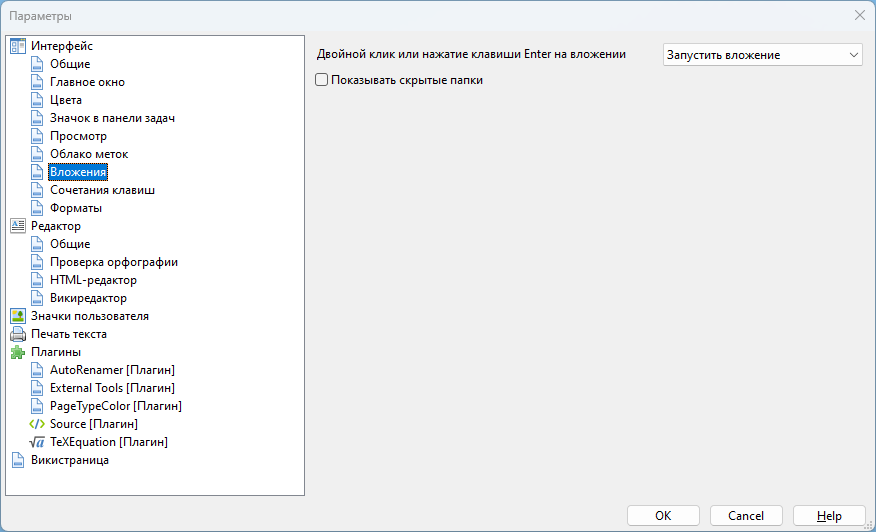 Параметры
Интерфейс
Общие
Главное окно
Цвета
Значок в панели задач
Просмотр
Облако меток
Вложения
Сочетания клавиш
Форматы
Редактор
Общие
Проверка орфографии
HTML-редактор
Викиредактор
Значки пользователя
Печать текста
Плагины
AutoRenamer [Плагин]
External Tools [Плагин]
PageTypeColor [Плагин]
Source [Плагин]
TeXEquation [Плагин]
Викистраница
Двойной клик или нажатие клавиши Enter на вложении
Запустить вложение
Показывать скрытые папки
OK
Cancel
Help